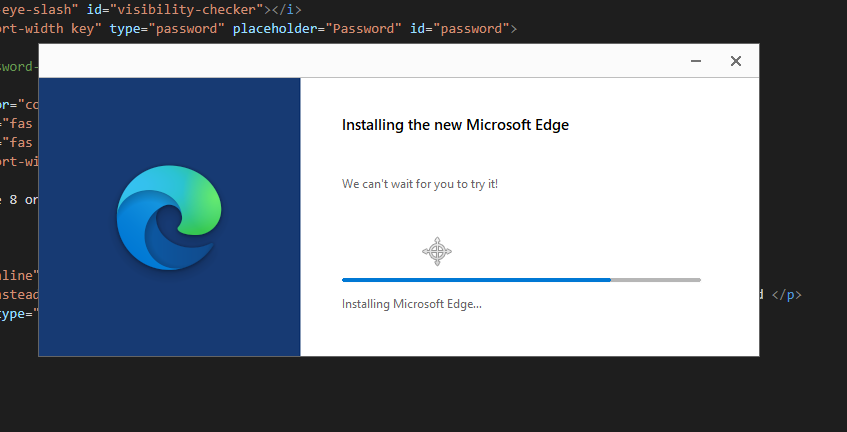 -eye-slash" id="visibility-checker"></i>
ort-width key" type="password" placeholder="Password" id="password">
sword-
or="co
="fas
="fas
ort-wi
Installing the new Microsoft Edge
We can't wait for you to try it!
e 8 or
nline"
nstead
d </p>
Installing Microsoft Edge...
type="